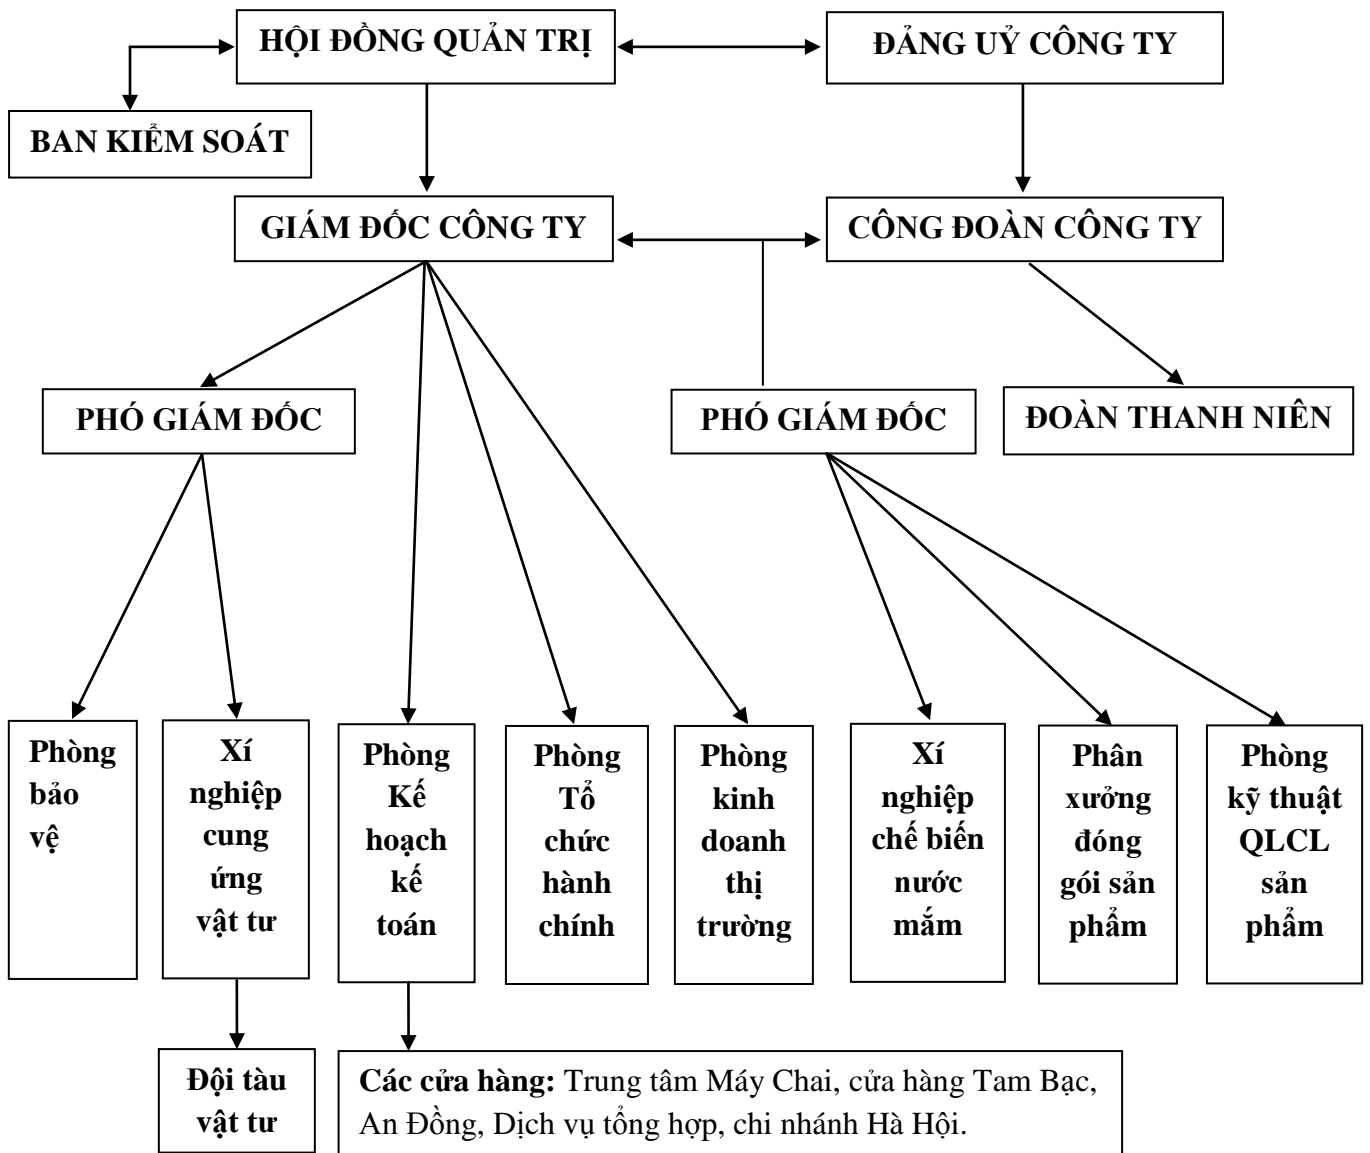 HỘI ĐỒNG QUẢN TRỊ
ĐẢNG UỶ CÔNG TY
BAN KIỂM SOÁT
GIÁM ĐỐC CÔNG TY
CÔNG ĐOÀN CÔNG TY
PHÓ GIÁM ĐỐC
PHÓ GIÁM ĐỐC
ĐOÀN THANH NIÊN
Phòng
bảo
vệ
Xí
nghiệp
cung
ứng
vật tư
Phòng
Kế
hoạch
kế
toán
Phòng
Tổ
chức
hành
chính
Phòng
kinh
doanh
thị
trường
Xí
nghiệp
chế biến
nước
mắm
Phân
xưởng
đóng
gói sản
phẩm
Phòng
kỹ thuật
QLCL
sản
phẩm
Đội tàu
vật tư
Các cửa hàng: Trung tâm Máy Chai, cửa hàng Tam Bạc,
An Đồng, Dịch vụ tổng hợp, chi nhánh Hà Hội.